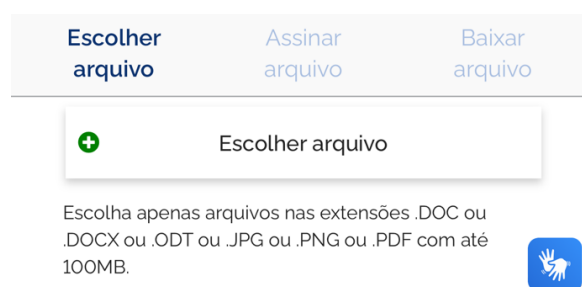 Escolher arquivo
Assinar arquivo
Baixar arquivo
Escolher arquivo
Escolha apenas arquivos nas extensões .DOC ou
.DOCX ou .ODT ou .JPG ou .PNG ou .PDF com até
100MB.